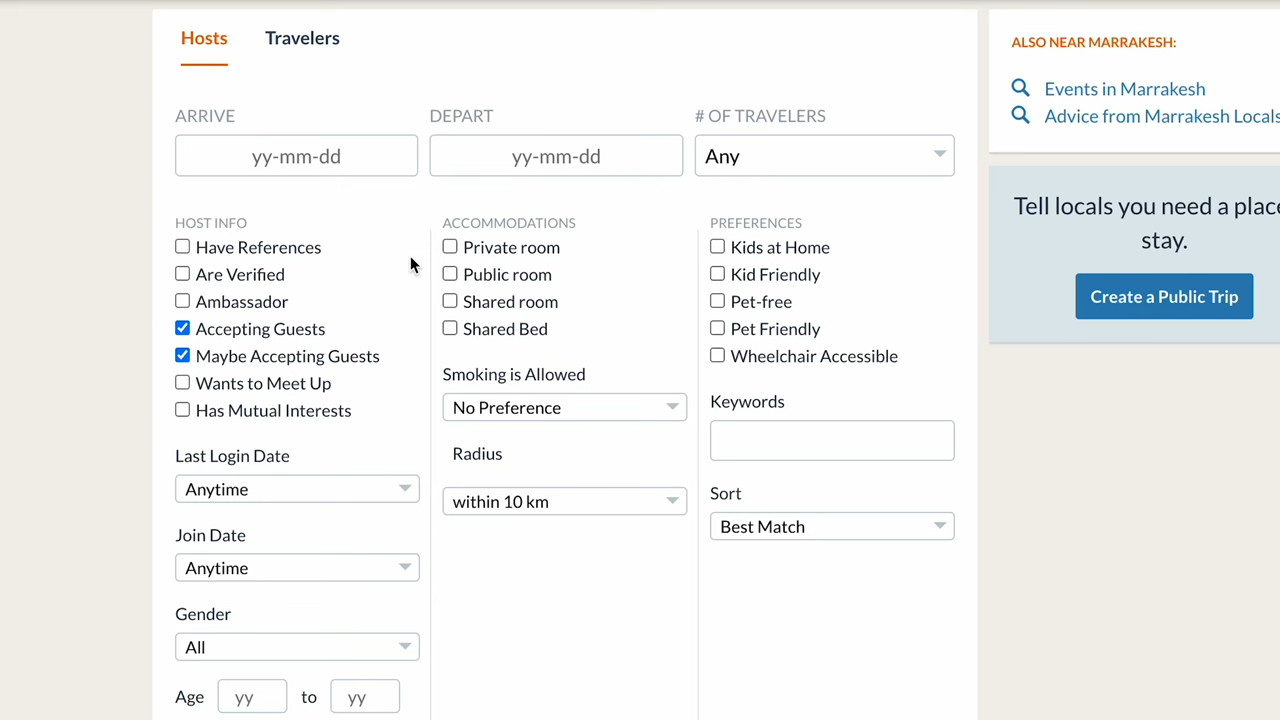 Hosts Travelers
ALSO NEAR MARRAKESH:
Events in Marrakesh
Advice from Marrakesh Locals
Tell locals you need a place
stay.
Create a Public Trip
ARRIVE DEPART # OF TRAVELERS
yy-mm-dd yy-mm-dd Any
HOST INFO
Have References
Are Verified
Ambassador
Accepting Guests
Maybe Accepting Guests
Wants to Meet Up
Has Mutual Interests
Last Login Date
Anytime
Join Date
Anytime
Gender
All
Age yy to yy
ACCOMMODATIONS
Private room
Public room
Shared room
Shared Bed
Smoking is Allowed
No Preference
Radius
within 10 km
PREFERENCES
Kids at Home
Kid Friendly
Pet-free
Pet Friendly
Wheelchair Accessible
Keywords
Sort
Best Match